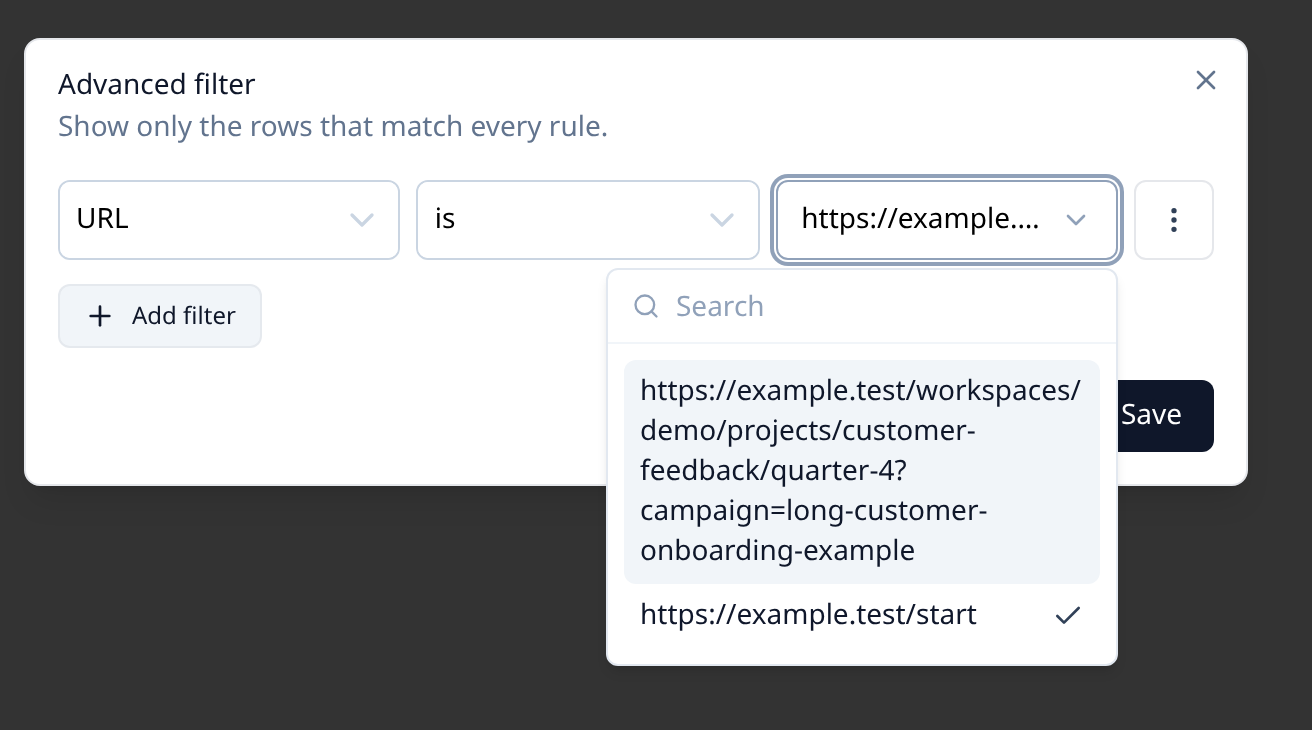 Advanced filter
Show only the rows that match every rule.
URL
is
https://example....
Add filter
Search
https://example.test/workspaces/
demo/projects/customer-
feedback/quarter-4?
campaign=long-customer-
onboarding-example
https://example.test/start
Save